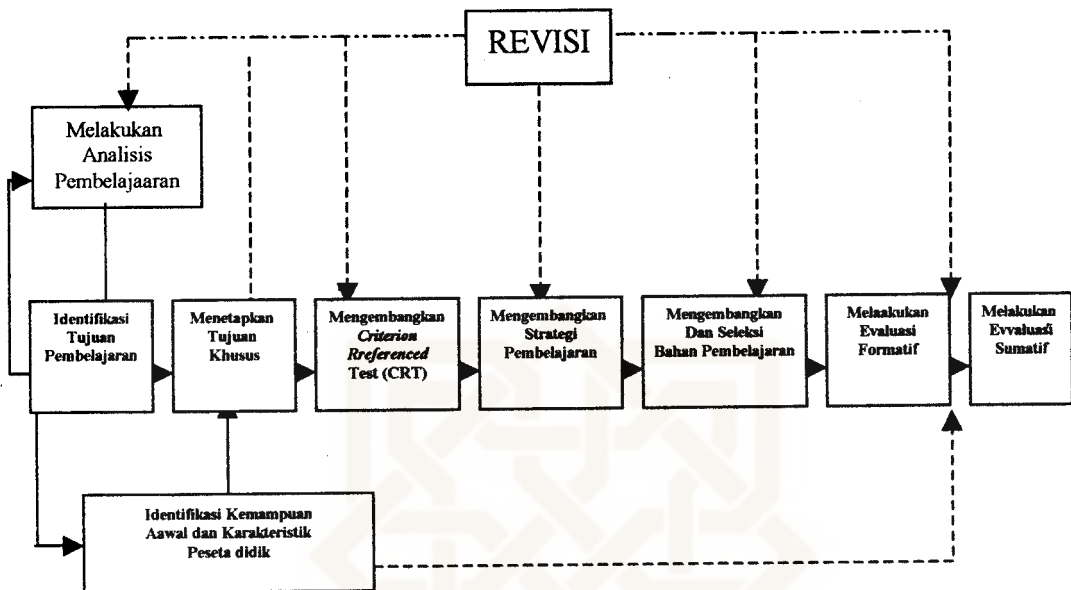 REVISI
Melakukan
Analisis
Pembelajaaran
Identifikasi
Tujuan
Pembelajaran
Menetapkan
Tujuan
Khusus
Mengembangkan
Criterion
Rreferenced
Test (CRT)
Mengembangkan
Strategi
Pembelajaran
Mengembangkan
Dan Seleksi
Bahan Pembelajaran
Melaakukan
Evaluasi
Formatif
Melakukan
Evvaluasi
Sumatif
Identifikasi Kemampuan
Aawal dan Karakteristik
Peseta didik